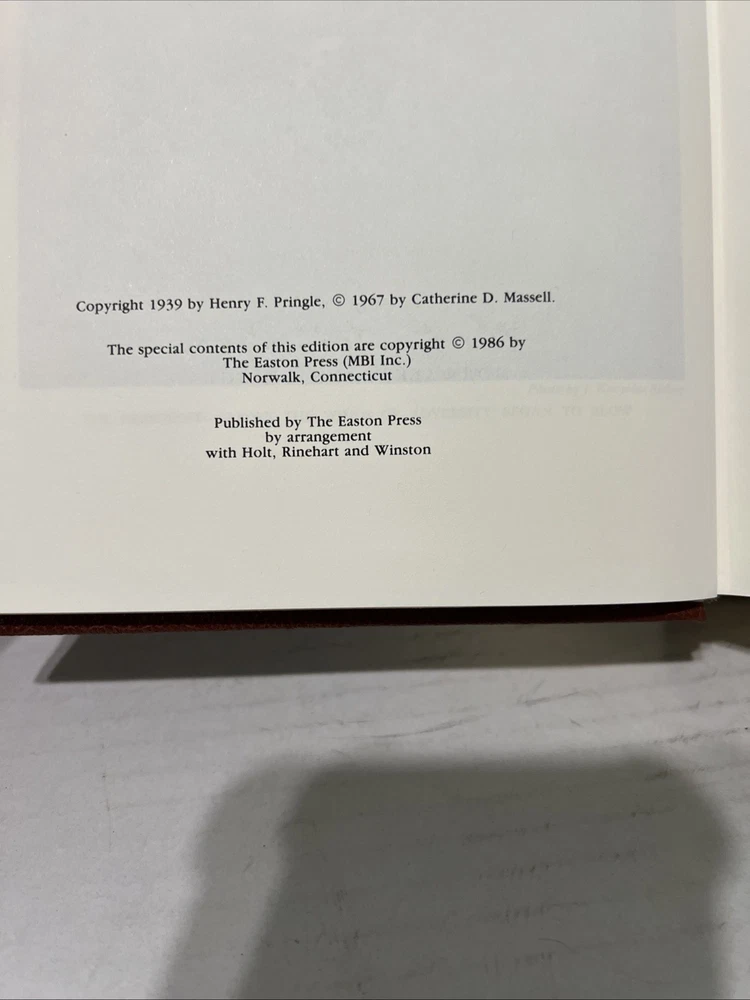 Copyright 1939 by Henry F. Pringle, © 1967 by Catherine D. Massell.
The special contents of this edition are copyright © 1986 by
The Easton Press (MBI Inc.)
Norwalk, Connecticut
Published by The Easton Press
by arrangement
with Holt, Rinehart and Winston